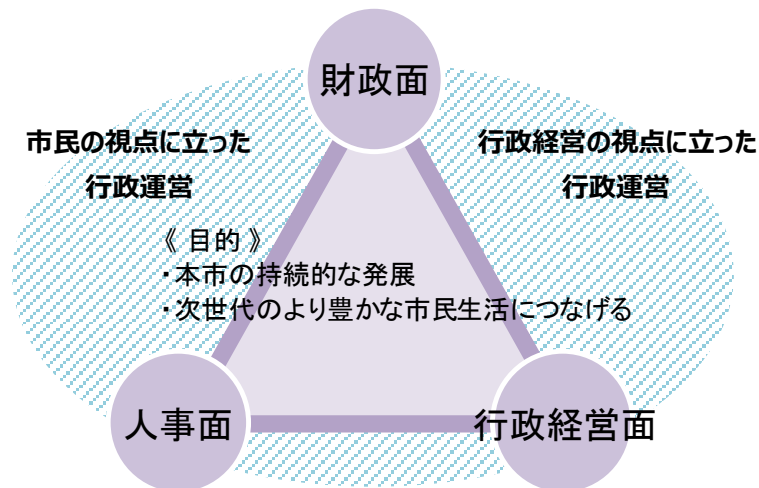 財政面
市民の視点に立った
行政運営
行政経営の視点に立った
行政運営
《 目的 》
・本市の持続的な発展
・次世代のより豊かな市民生活につなげる
人事面
行政経営面